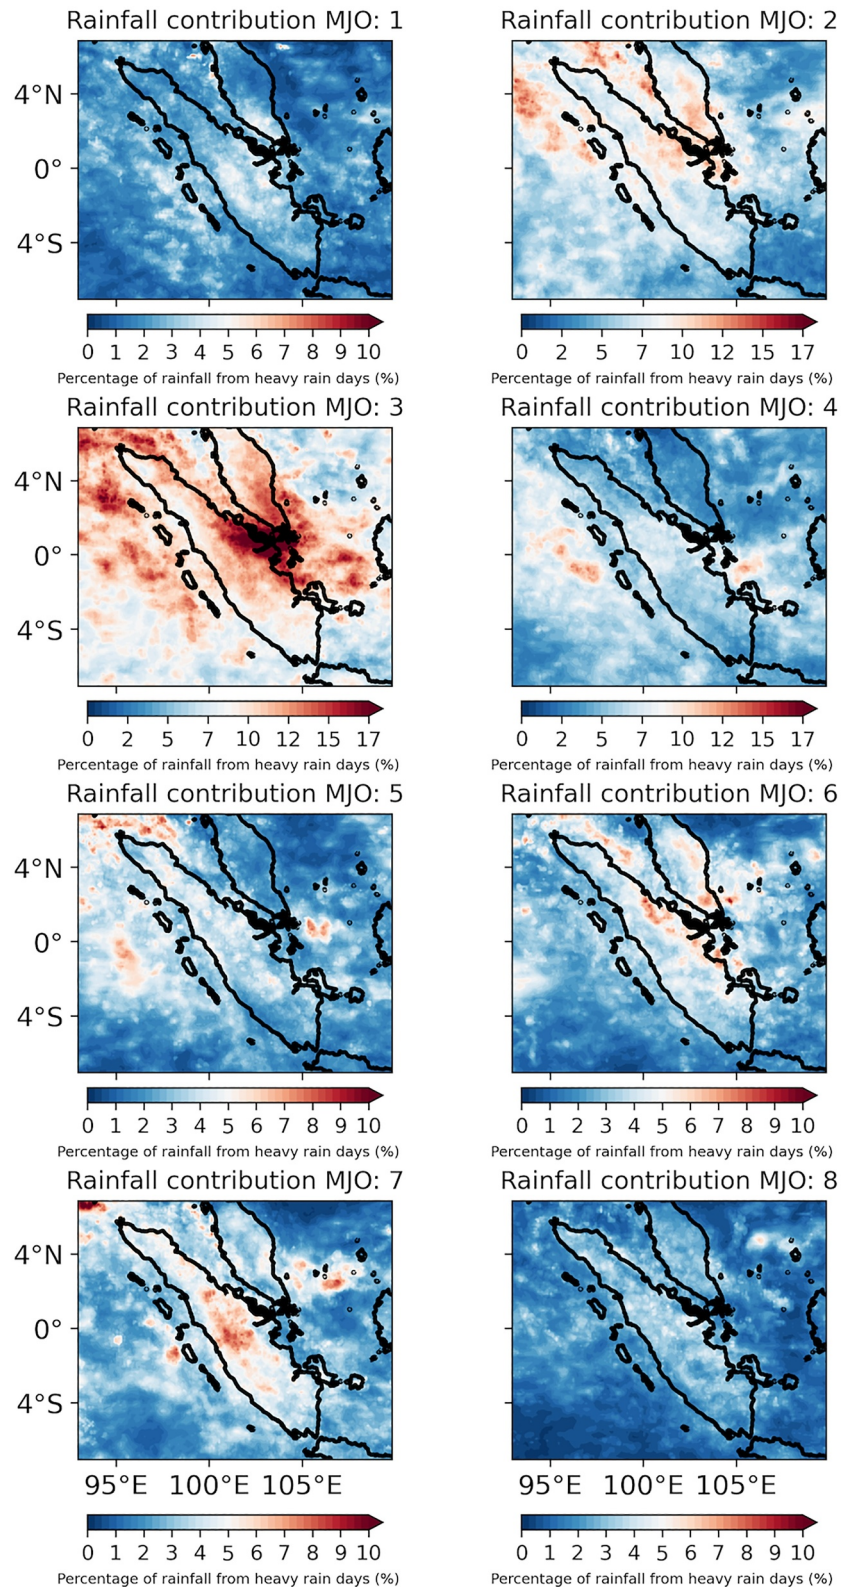 Rainfall contribution MJO: 1
Rainfall contribution MJO: 2
4°N
0°
4°S
0 1 2 3 4 5 6 7 8 9 10
0 2 5 7 10 12 15 17
Percentage of rainfall from heavy rain days (%)
Percentage of rainfall from heavy rain days (%)
Rainfall contribution MJO: 3
Rainfall contribution MJO: 4
4°N
0°
4°S
0 2 5 7 10 12 15 17
0 2 5 7 10 12 15 17
Percentage of rainfall from heavy rain days (%)
Percentage of rainfall from heavy rain days (%)
Rainfall contribution MJO: 5
Rainfall contribution MJO: 6
4°N
0°
4°S
0 1 2 3 4 5 6 7 8 9 10
0 1 2 3 4 5 6 7 8 9 10
Percentage of rainfall from heavy rain days (%)
Percentage of rainfall from heavy rain days (%)
Rainfall contribution MJO: 7
Rainfall contribution MJO: 8
4°N
0°
4°S
95°E 100°E 105°E
95°E 100°E 105°E
0 1 2 3 4 5 6 7 8 9 10
0 1 2 3 4 5 6 7 8 9 10
Percentage of rainfall from heavy rain days (%)
Percentage of rainfall from heavy rain days (%)